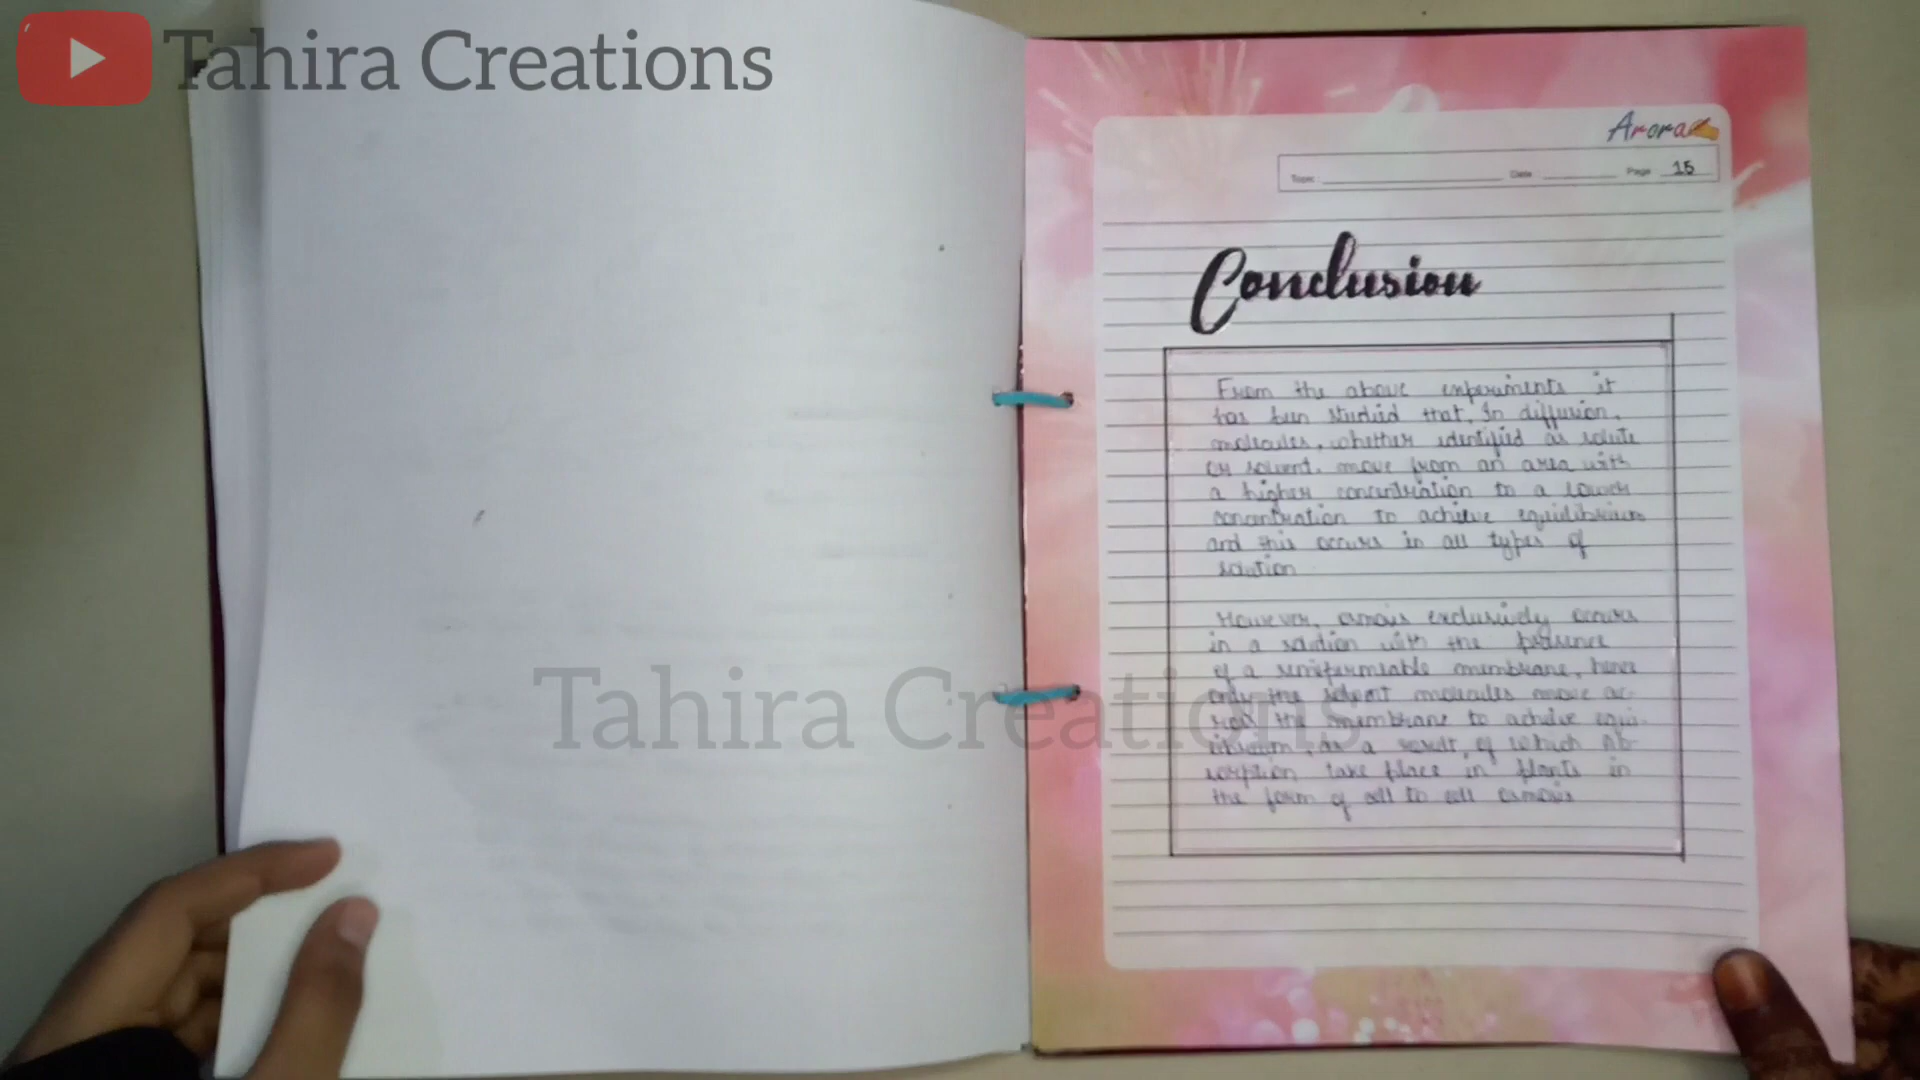 Tahira Creations
Arora
Topic Date Page 15
Conclusion
From the above experiments it
has been studied that, In diffusion,
molecules, whether identified as solute
or solvent, move from an area with
a higher concentration to a lower
concentration to achieve equilibrium
and this occurs in all types of
solution
However, osmosis exclusively occurs
in a solution with the presence
of a semipermeable membrane, hence
only the solvent molecules move ac-
ross the membrane to achieve equi-
librium, as a result, of which Ab-
sorption take place in plants in
the form of cell to cell osmosis
Tahira Creations